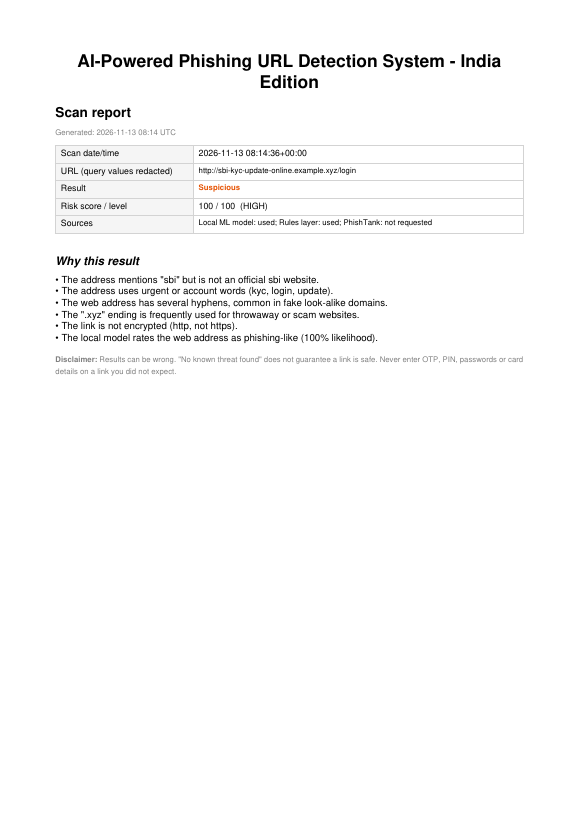 AI-Powered Phishing URL Detection System - India
Edition
Scan report
Generated: 2026-11-13 08:14 UTC
Scan date/time 2026-11-13 08:14:36+00:00
URL (query values redacted) http://sbi-kyc-update-online.example.xyz/login
Result Suspicious
Risk score / level 100 / 100 (HIGH)
Sources Local ML model: used; Rules layer: used; PhishTank: not requested
Why this result
• The address mentions "sbi" but is not an official sbi website.
• The address uses urgent or account words (kyc, login, update).
• The web address has several hyphens, common in fake look-alike domains.
• The ".xyz" ending is frequently used for throwaway or scam websites.
• The link is not encrypted (http, not https).
• The local model rates the web address as phishing-like (100% likelihood).
Disclaimer: Results can be wrong. "No known threat found" does not guarantee a link is safe. Never enter OTP, PIN, passwords or card
details on a link you did not expect.